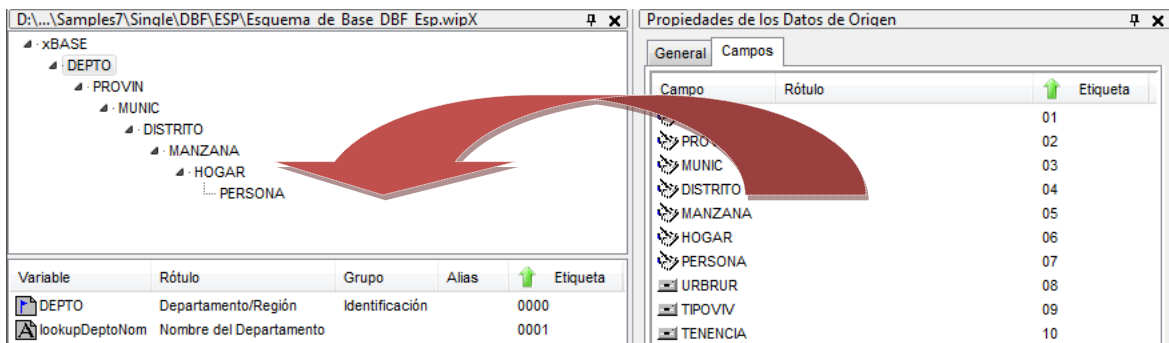 D:\...\Samples7\Single\DBF\ESP\Esquema de Base DBF Esp.wipX
xBASE
DEPTO
PROVIN
MUNIC
DISTRITO
MANZANA
HOGAR
PERSONA
Variable Rótulo Grupo Alias Etiqueta
DEPTO Departamento/Región Identificación 0000
lookupDeptoNom Nombre del Departamento 0001
Propiedades de los Datos de Origen
General Campos
Campo Rótulo Etiqueta
01
02
MUNIC 03
DISTRITO 04
MANZANA 05
HOGAR 06
PERSONA 07
URBRUR 08
TIPOVIV 09
TENENCIA 10